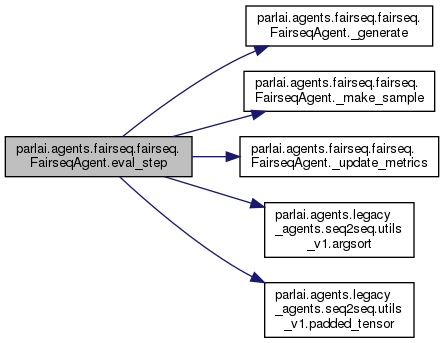 parlai.agents.fairseq.fairseq.
FairseqAgent._generate
parlai.agents.fairseq.fairseq.
FairseqAgent._make_sample
parlai.agents.fairseq.fairseq.
FairseqAgent.eval_step
parlai.agents.fairseq.fairseq.
FairseqAgent._update_metrics
parlai.agents.legacy
_agents.seq2seq.utils
_v1.argsort
parlai.agents.legacy
_agents.seq2seq.utils
_v1.padded_tensor